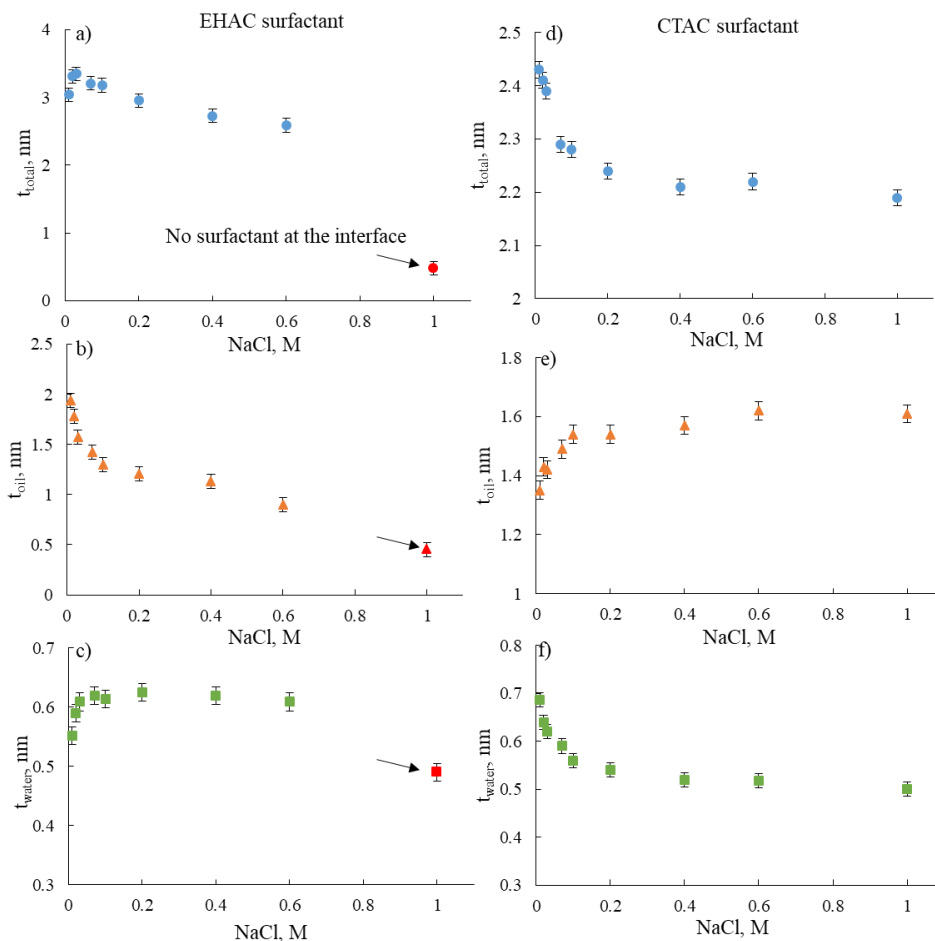 EHAC surfactant
CTAC surfactant
a)
4
3
2
1
0
t_total, nm
No surfactant at the interface
0 0.2 0.4 0.6 0.8 1
NaCl, M
d)
2.5
2.4
2.3
2.2
2.1
2
t_total, nm
0 0.2 0.4 0.6 0.8 1
NaCl, M
b)
2.5
2
1.5
1
0.5
0
t_oil, nm
0 0.2 0.4 0.6 0.8 1
NaCl, M
e)
1.8
1.6
1.4
1.2
1
t_oil, nm
0 0.2 0.4 0.6 0.8 1
NaCl, M
c)
0.7
0.6
0.5
0.4
0.3
t_water, nm
0 0.2 0.4 0.6 0.8 1
NaCl, M
f)
0.8
0.7
0.6
0.5
0.4
0.3
t_water, nm
0 0.2 0.4 0.6 0.8 1
NaCl, M